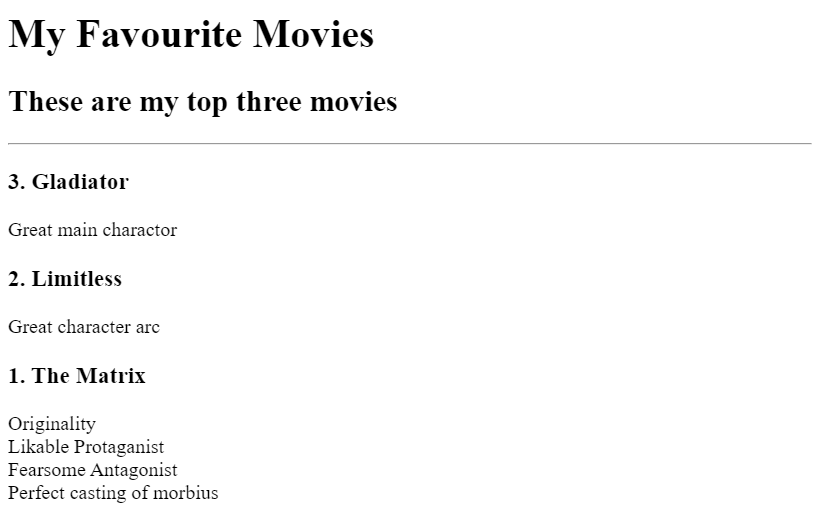 My Favourite Movies
These are my top three movies
3. Gladiator
Great main charactor
2. Limitless
Great character arc
1. The Matrix
Originality
Likable Protaganist
Fearsome Antagonist
Perfect casting of morbius